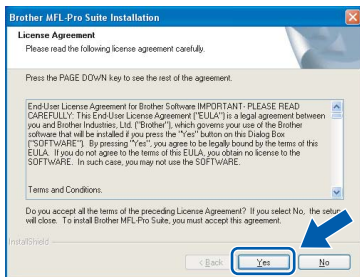 Brother MFL-Pro Suite Installation
License Agreement
Please read the following license agreement carefully.
Press the PAGE DOWN key to see the rest of the agreement.
End-User License Agreement for Brother Software IMPORTANT- PLEASE READ
CAREFULLY: This End-User License Agreement ("EULA") is a legal agreement between
you and Brother Industries, Ltd. ("Brother"), which governs your use of the Brother
software that will be installed if you press the "Yes" button on this Dialog Box
("SOFTWARE"). By pressing "Yes", you agree to be legally bound by the terms of this
EULA. If you do not agree to the terms of this EULA, you obtain no license to the
SOFTWARE. In such case, you may not use the SOFTWARE.
Terms and Conditions.
Do you accept all the terms of the preceding License Agreement? If you select No, the setup
will close. To install Brother MFL-Pro Suite, you must accept this agreement.
InstallShield
< Back
Yes
No